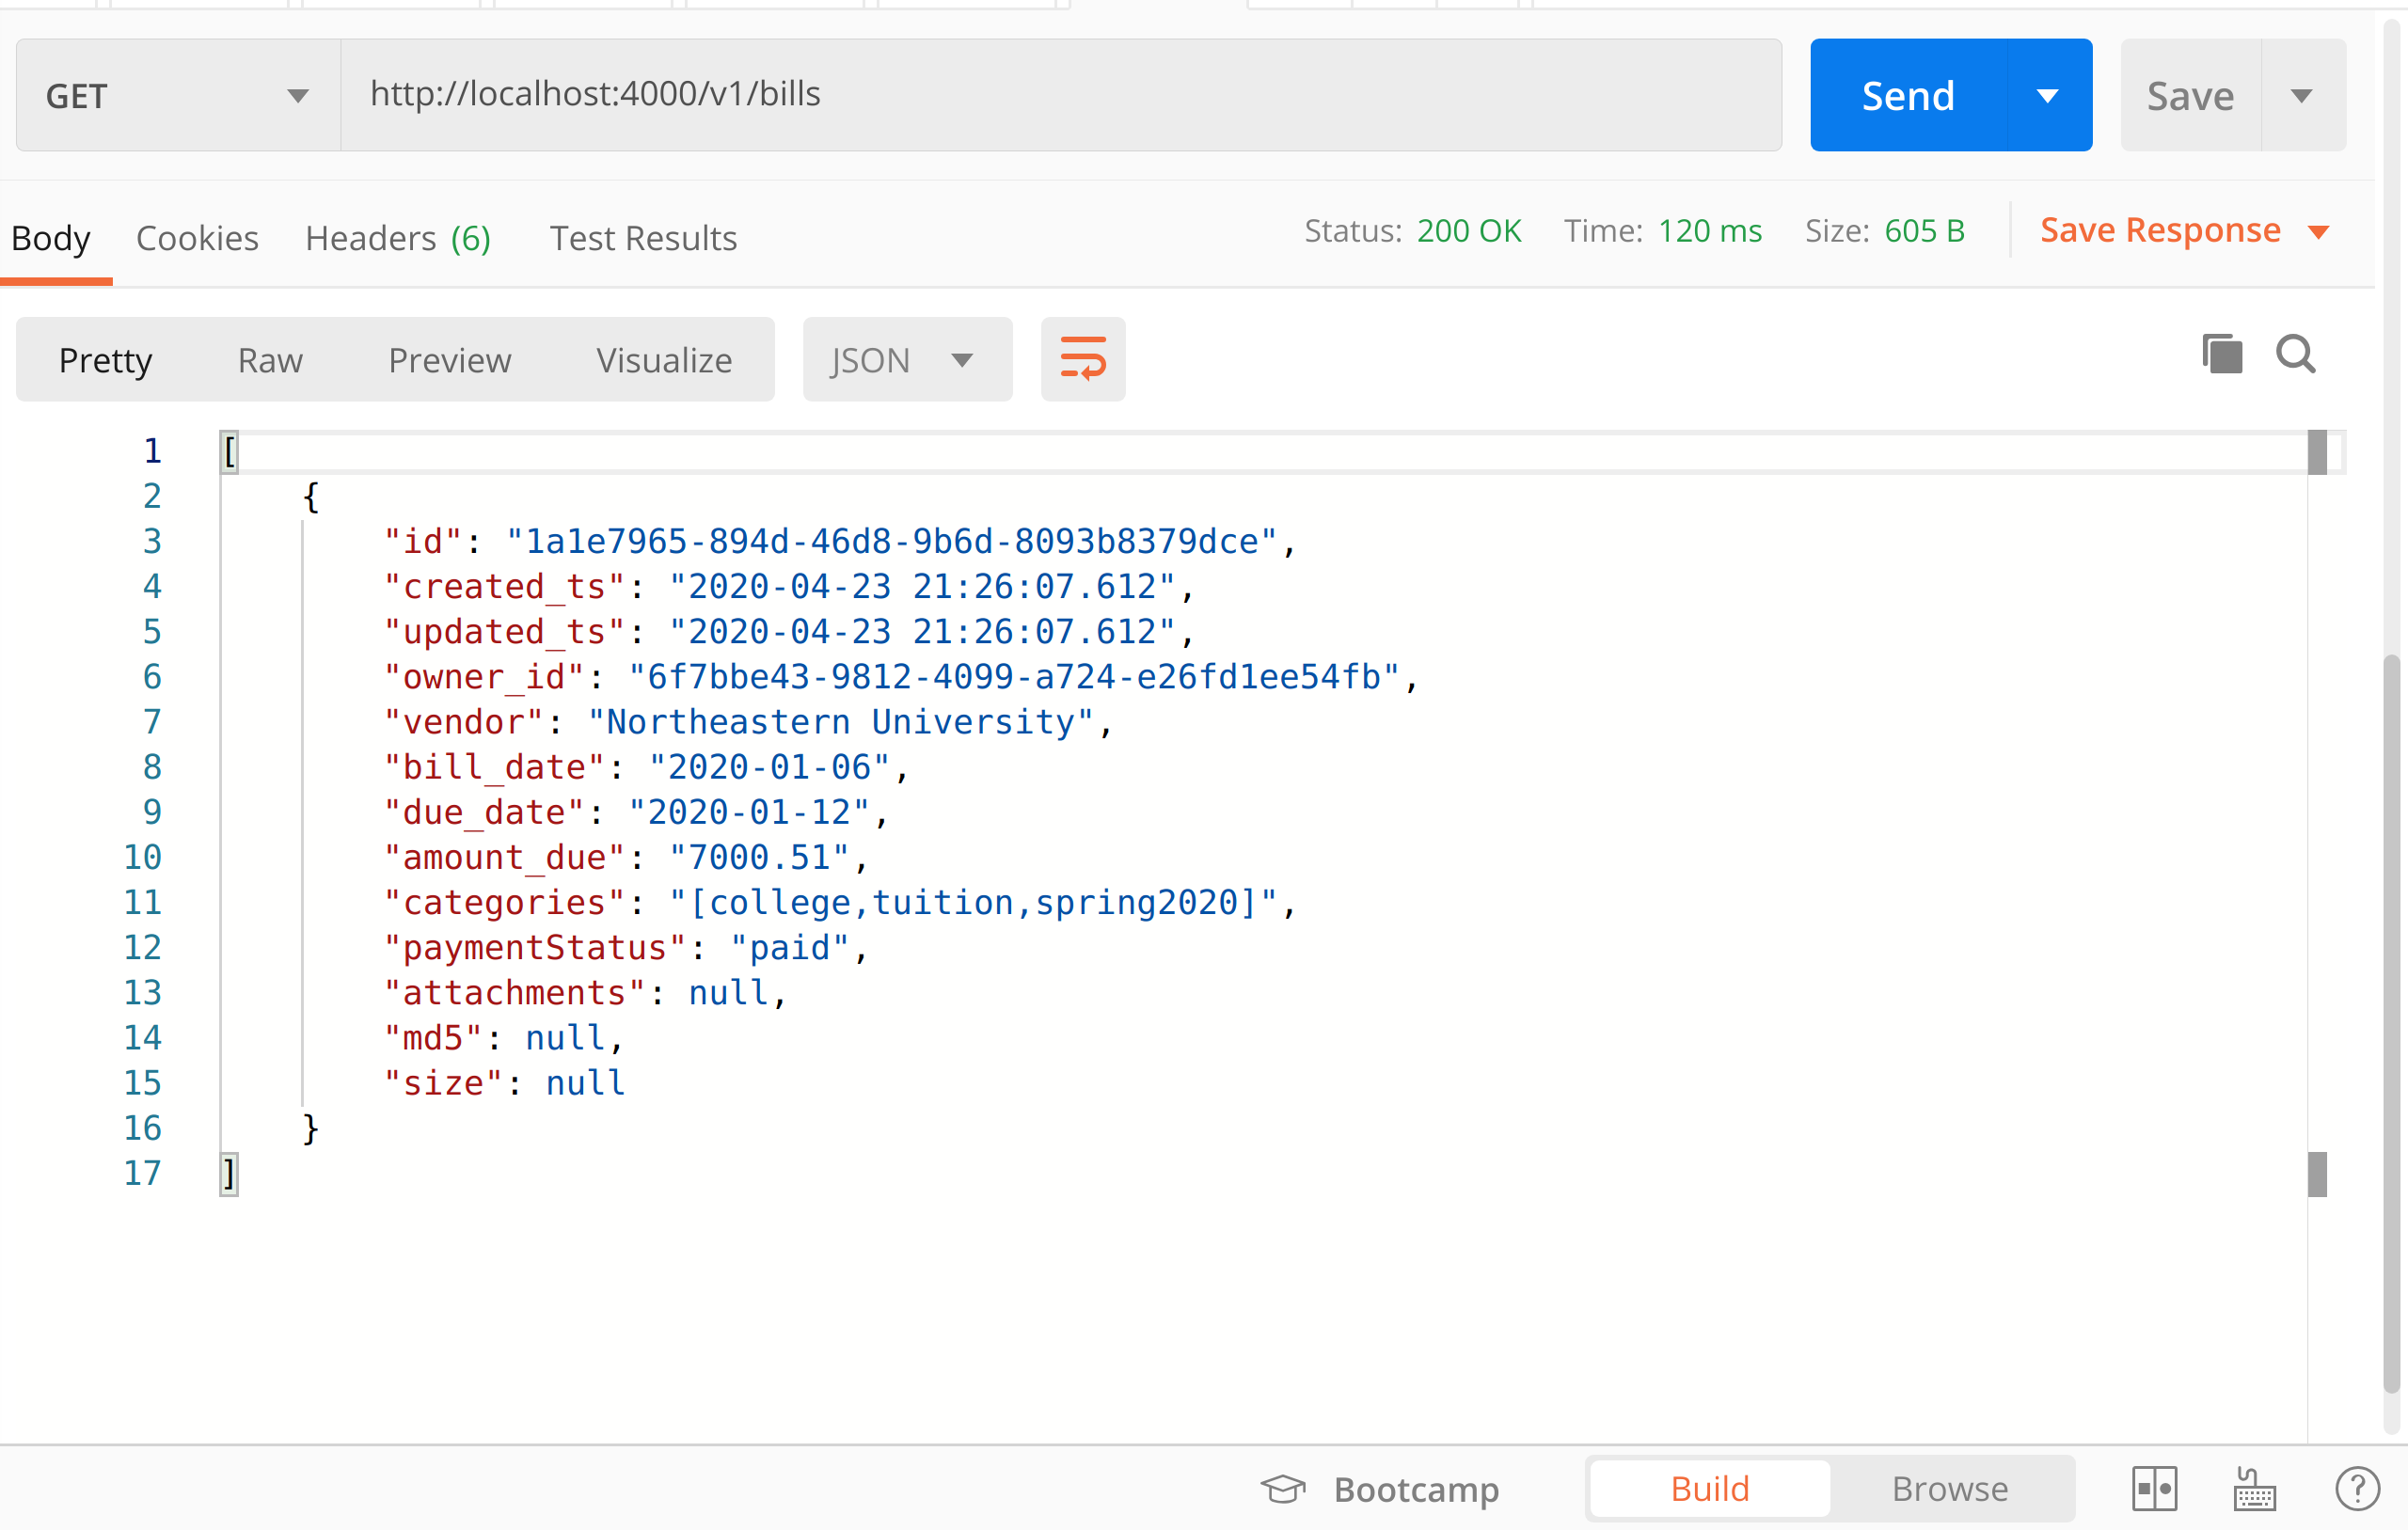 GET http://localhost:4000/v1/bills Send Save
Body Cookies Headers (6) Test Results Status: 200 OK Time: 120 ms Size: 605 B Save Response
Pretty Raw Preview Visualize JSON
1 [
2 {
3 "id": "1a1e7965-894d-46d8-9b6d-8093b8379dce",
4 "created_ts": "2020-04-23 21:26:07.612",
5 "updated_ts": "2020-04-23 21:26:07.612",
6 "owner_id": "6f7bbe43-9812-4099-a724-e26fd1ee54fb",
7 "vendor": "Northeastern University",
8 "bill_date": "2020-01-06",
9 "due_date": "2020-01-12",
10 "amount_due": "7000.51",
11 "categories": "[college,tuition,spring2020]",
12 "paymentStatus": "paid",
13 "attachments": null,
14 "md5": null,
15 "size": null
16 }
17 ]
Bootcamp Build Browse ?